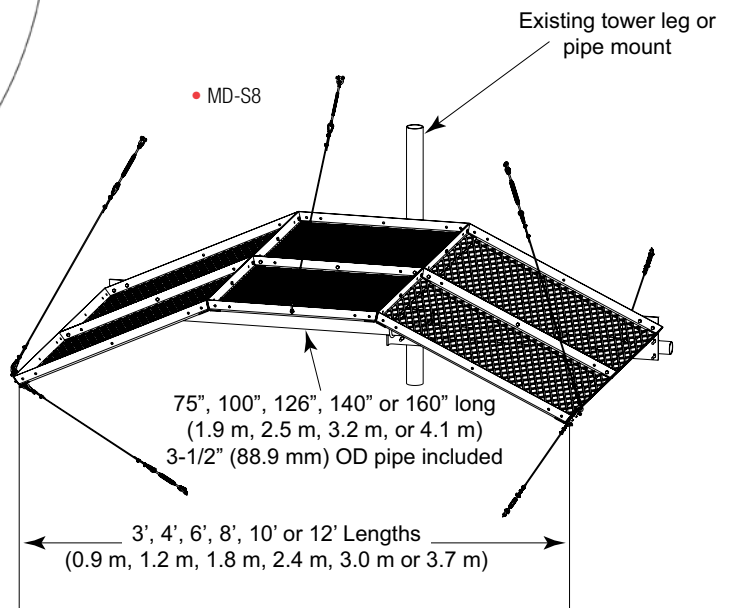 Existing tower leg or
pipe mount
• MD-S8
75”, 100”, 126”, 140” or 160” long
(1.9 m, 2.5 m, 3.2 m, or 4.1 m)
3-1/2” (88.9 mm) OD pipe included
3’, 4’, 6’, 8’, 10’ or 12’ Lengths
(0.9 m, 1.2 m, 1.8 m, 2.4 m, 3.0 m or 3.7 m)